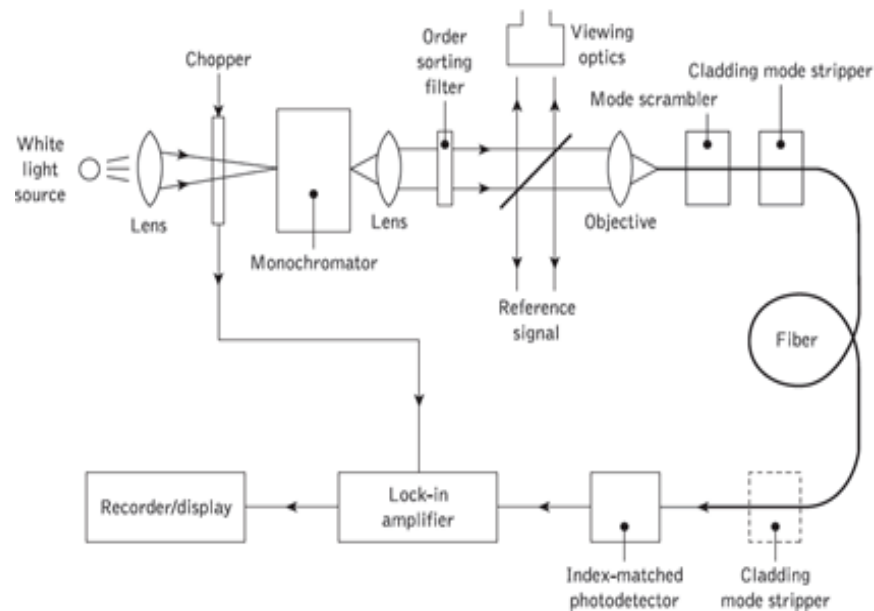 White
light
source
Lens
Chopper
Monochromator
Lens
Order
sorting
filter
Viewing
optics
Reference
signal
Objective
Mode scrambler
Cladding mode stripper
Fiber
Recorder/display
Lock-in
amplifier
Index-matched
photodetector
Cladding
mode stripper